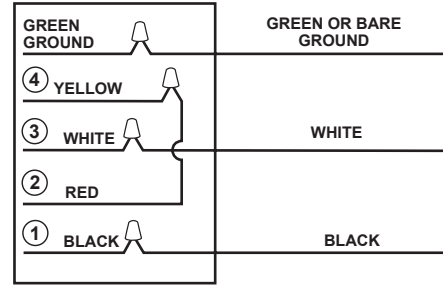 GREEN
GROUND
GREEN OR BARE
GROUND
4 YELLOW
3 WHITE
WHITE
2 RED
1 BLACK
BLACK